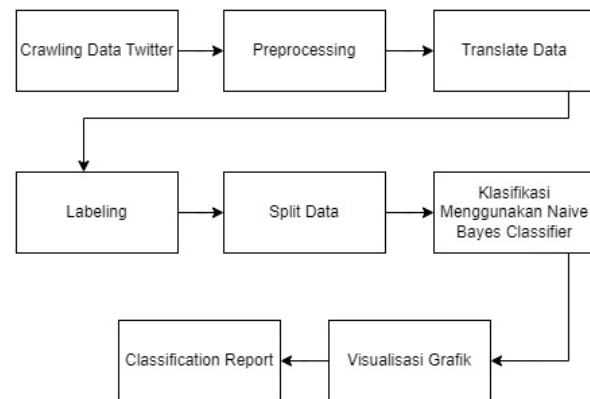 Crawling Data Twitter
Preprocessing
Translate Data
Labeling
Split Data
Klasifikasi
Menggunakan Naive
Bayes Classifier
Classification Report
Visualisasi Grafik